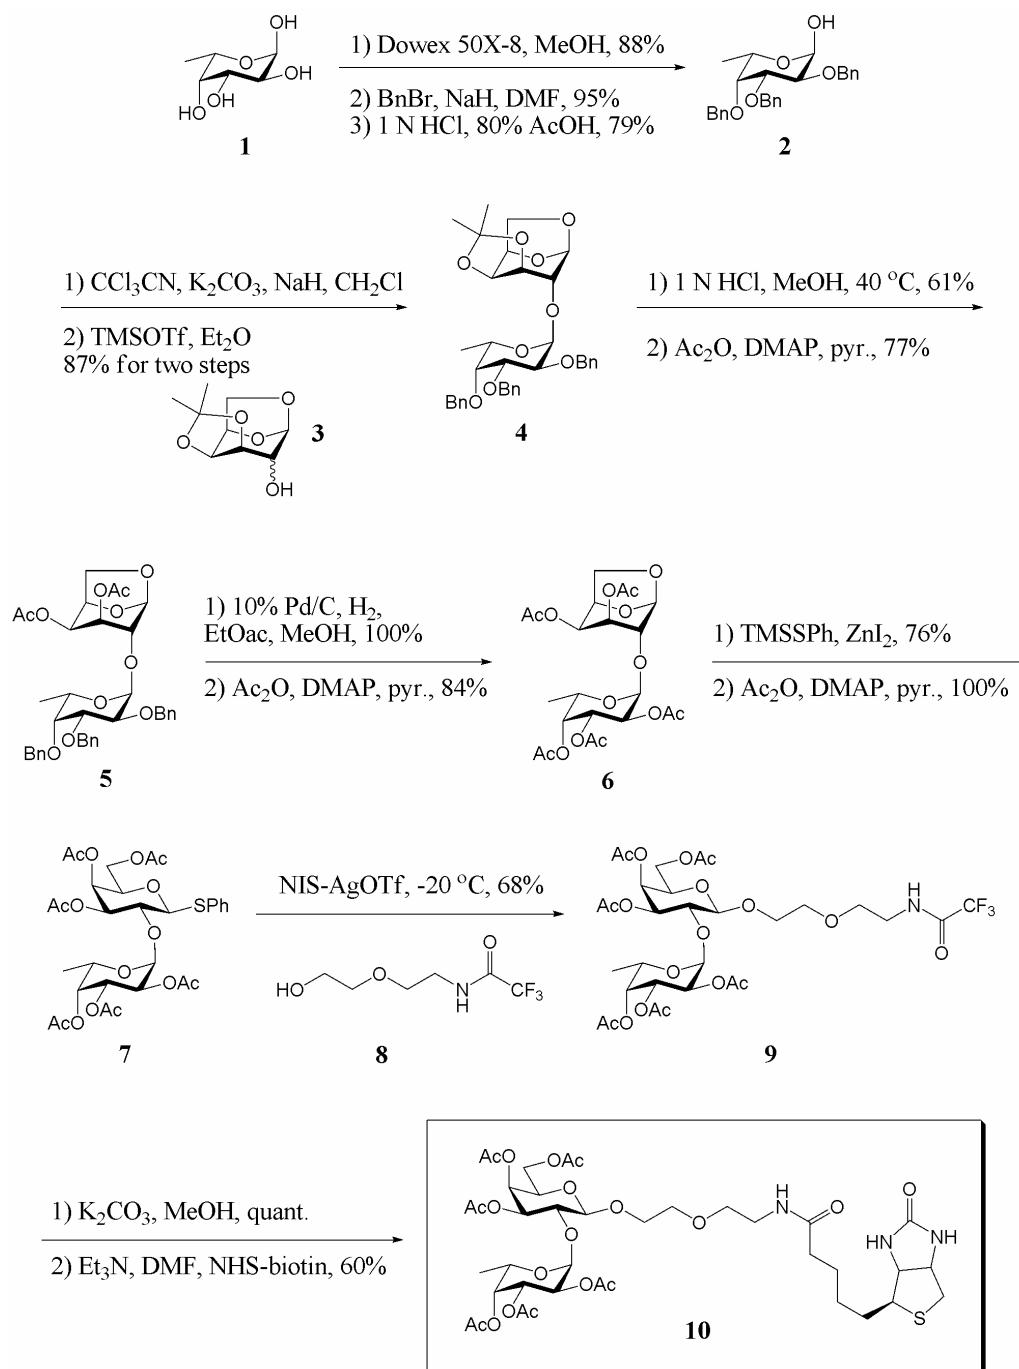 OH
O
OH
OH
HO
1
1) Dowex 50X-8, MeOH, 88%
2) BnBr, NaH, DMF, 95%
3) 1 N HCl, 80% AcOH, 79%
OH
O
OBn
OBn
BnO
2
1) CCl3CN, K2CO3, NaH, CH2Cl
2) TMSOTf, Et2O
87% for two steps
O
O
O
O
OH
3
O
O
O
O
O
O
OBn
OBn
BnO
4
1) 1 N HCl, MeOH, 40 °C, 61%
2) Ac2O, DMAP, pyr., 77%
O
OAc
AcO
O
O
O
OBn
OBn
BnO
5
1) 10% Pd/C, H2,
EtOac, MeOH, 100%
2) Ac2O, DMAP, pyr., 84%
O
OAc
AcO
O
O
O
OAc
OAc
AcO
6
1) TMSSPh, ZnI2, 76%
2) Ac2O, DMAP, pyr., 100%
AcO
OAc
O
AcO
SPh
O
O
OAc
OAc
AcO
7
NIS-AgOTf, -20 °C, 68%
O
HO
O
N
H
CF3
8
AcO
OAc
O
AcO
O
O
H
N
O
CF3
O
O
OAc
OAc
AcO
9
1) K2CO3, MeOH, quant.
2) Et3N, DMF, NHS-biotin, 60%
AcO
OAc
O
AcO
O
O
H
N
O
O
HN
NH
S
O
O
OAc
OAc
AcO
10